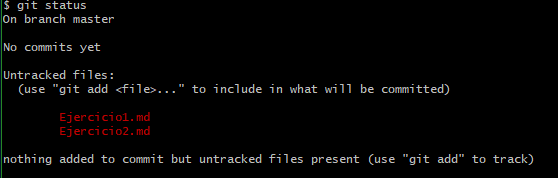 $ git status
On branch master
No commits yet
Untracked files:
(use "git add <file>..." to include in what will be committed)
Ejercicio1.md
Ejercicio2.md
nothing added to commit but untracked files present (use "git add" to track)